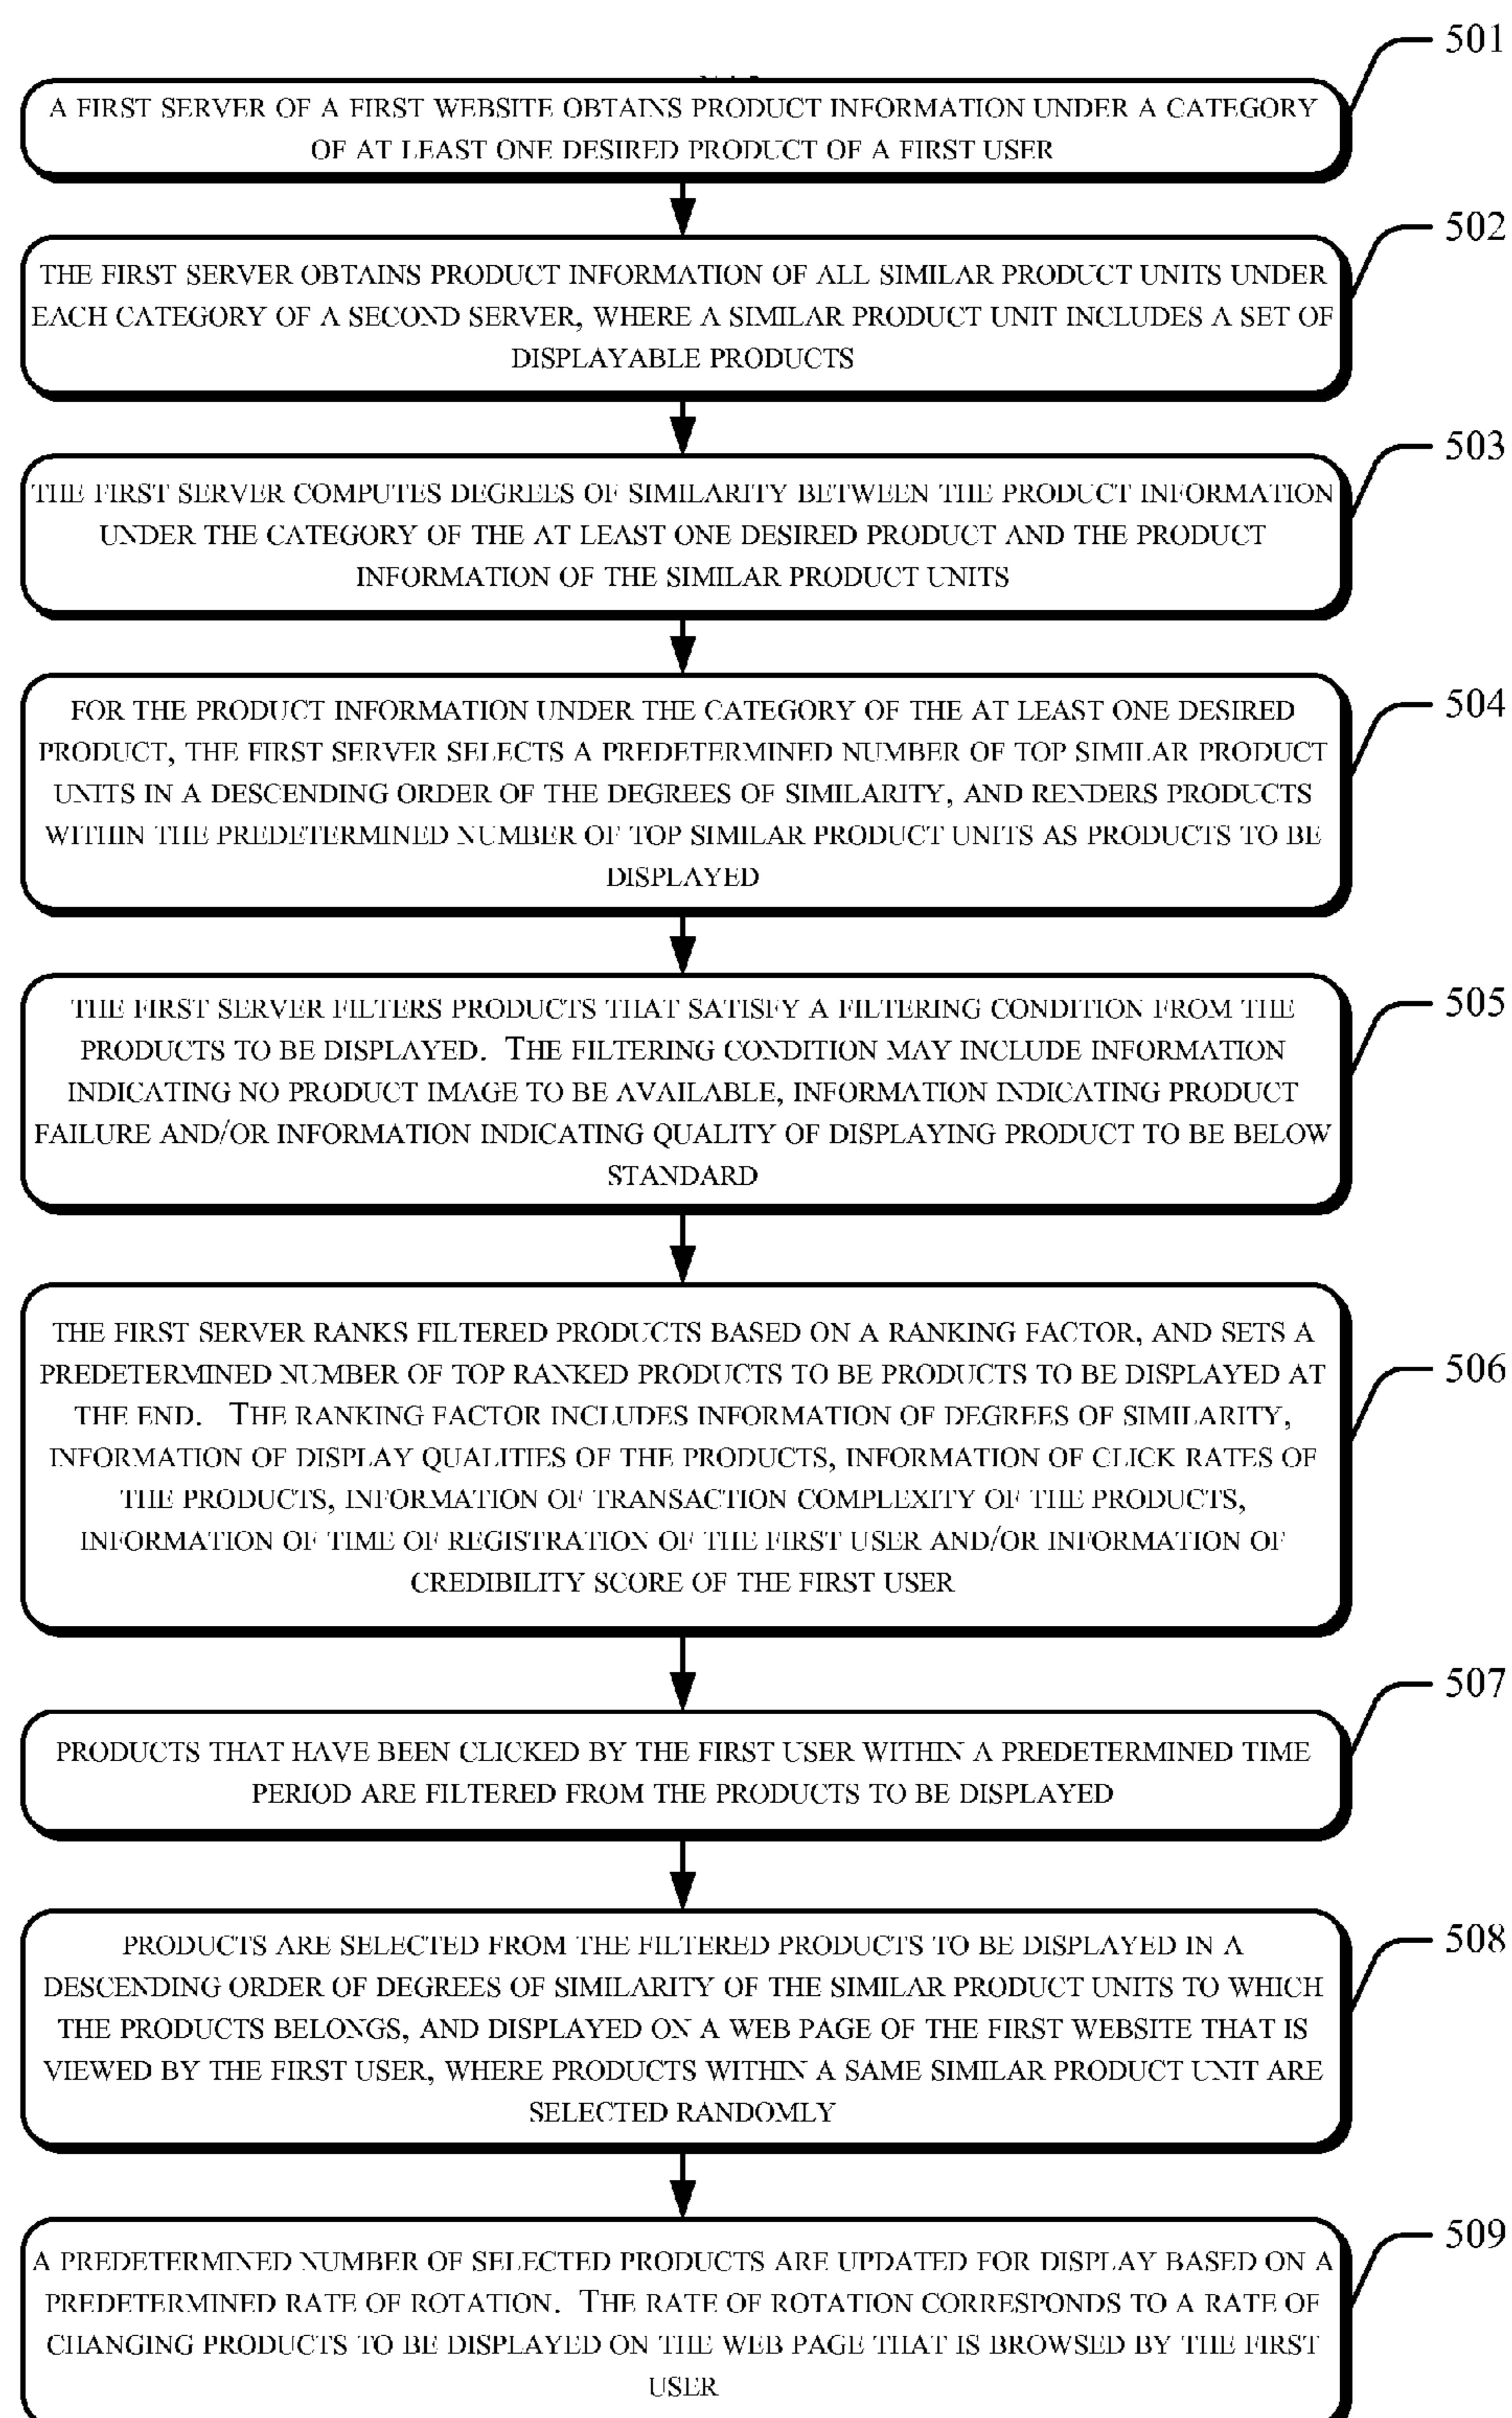 501
A FIRST SERVER OF A FIRST WEBSITE OBTAINS PRODUCT INFORMATION UNDER A CATEGORY
OF AT LEAST ONE DESIRED PRODUCT OF A FIRST USER
502
THE FIRST SERVER OBTAINS PRODUCT INFORMATION OF ALL SIMILAR PRODUCT UNITS UNDER
EACH CATEGORY OF A SECOND SERVER, WHERE A SIMILAR PRODUCT UNIT INCLUDES A SET OF
DISPLAYABLE PRODUCTS
503
THE FIRST SERVER COMPUTES DEGREES OF SIMILARITY BETWEEN THE PRODUCT INFORMATION
UNDER THE CATEGORY OF THE AT LEAST ONE DESIRED PRODUCT AND THE PRODUCT
INFORMATION OF THE SIMILAR PRODUCT UNITS
504
FOR THE PRODUCT INFORMATION UNDER THE CATEGORY OF THE AT LEAST ONE DESIRED
PRODUCT, THE FIRST SERVER SELECTS A PREDETERMINED NUMBER OF TOP SIMILAR PRODUCT
UNITS IN A DESCENDING ORDER OF THE DEGREES OF SIMILARITY, AND RENDERS PRODUCTS
WITHIN THE PREDETERMINED NUMBER OF TOP SIMILAR PRODUCT UNITS AS PRODUCTS TO BE
DISPLAYED
505
THE FIRST SERVER FILTERS PRODUCTS THAT SATISFY A FILTERING CONDITION FROM THE
PRODUCTS TO BE DISPLAYED. THE FILTERING CONDITION MAY INCLUDE INFORMATION
INDICATING NO PRODUCT IMAGE TO BE AVAILABLE, INFORMATION INDICATING PRODUCT
FAILURE AND/OR INFORMATION INDICATING QUALITY OF DISPLAYING PRODUCT TO BE BELOW
STANDARD
506
THE FIRST SERVER RANKS FILTERED PRODUCTS BASED ON A RANKING FACTOR, AND SETS A
PREDETERMINED NUMBER OF TOP RANKED PRODUCTS TO BE PRODUCTS TO BE DISPLAYED AT
THE END. THE RANKING FACTOR INCLUDES INFORMATION OF DEGREES OF SIMILARITY,
INFORMATION OF DISPLAY QUALITIES OF THE PRODUCTS, INFORMATION OF CLICK RATES OF
THE PRODUCTS, INFORMATION OF TRANSACTION COMPLEXITY OF THE PRODUCTS,
INFORMATION OF TIME OF REGISTRATION OF THE FIRST USER AND/OR INFORMATION OF
CREDIBILITY SCORE OF THE FIRST USER
507
PRODUCTS THAT HAVE BEEN CLICKED BY THE FIRST USER WITHIN A PREDETERMINED TIME
PERIOD ARE FILTERED FROM THE PRODUCTS TO BE DISPLAYED
508
PRODUCTS ARE SELECTED FROM THE FILTERED PRODUCTS TO BE DISPLAYED IN A
DESCENDING ORDER OF DEGREES OF SIMILARITY OF THE SIMILAR PRODUCT UNITS TO WHICH
THE PRODUCTS BELONGS, AND DISPLAYED ON A WEB PAGE OF THE FIRST WEBSITE THAT IS
VIEWED BY THE FIRST USER, WHERE PRODUCTS WITHIN A SAME SIMILAR PRODUCT UNIT ARE
SELECTED RANDOMLY
509
A PREDETERMINED NUMBER OF SELECTED PRODUCTS ARE UPDATED FOR DISPLAY BASED ON A
PREDETERMINED RATE OF ROTATION. THE RATE OF ROTATION CORRESPONDS TO A RATE OF
CHANGING PRODUCTS TO BE DISPLAYED ON THE WEB PAGE THAT IS BROWSED BY THE FIRST
USER